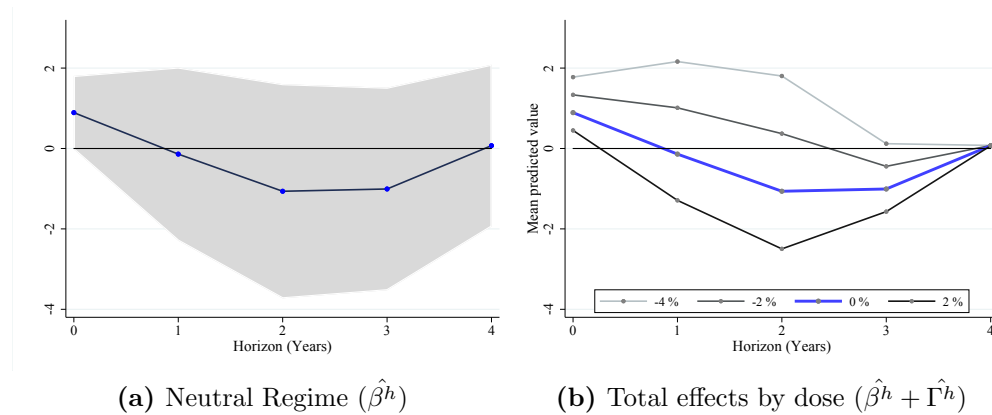 2
0
-2
-4
0 1 2 3 4
Horizon (Years)
Mean predicted value
2
0
-2
-4
-4 % -2 % 0 % 2 %
0 1 2 3 4
Horizon (Years)
(a) Neutral Regime (β̂^h) (b) Total effects by dose (β̂^h + Γ̂^h)